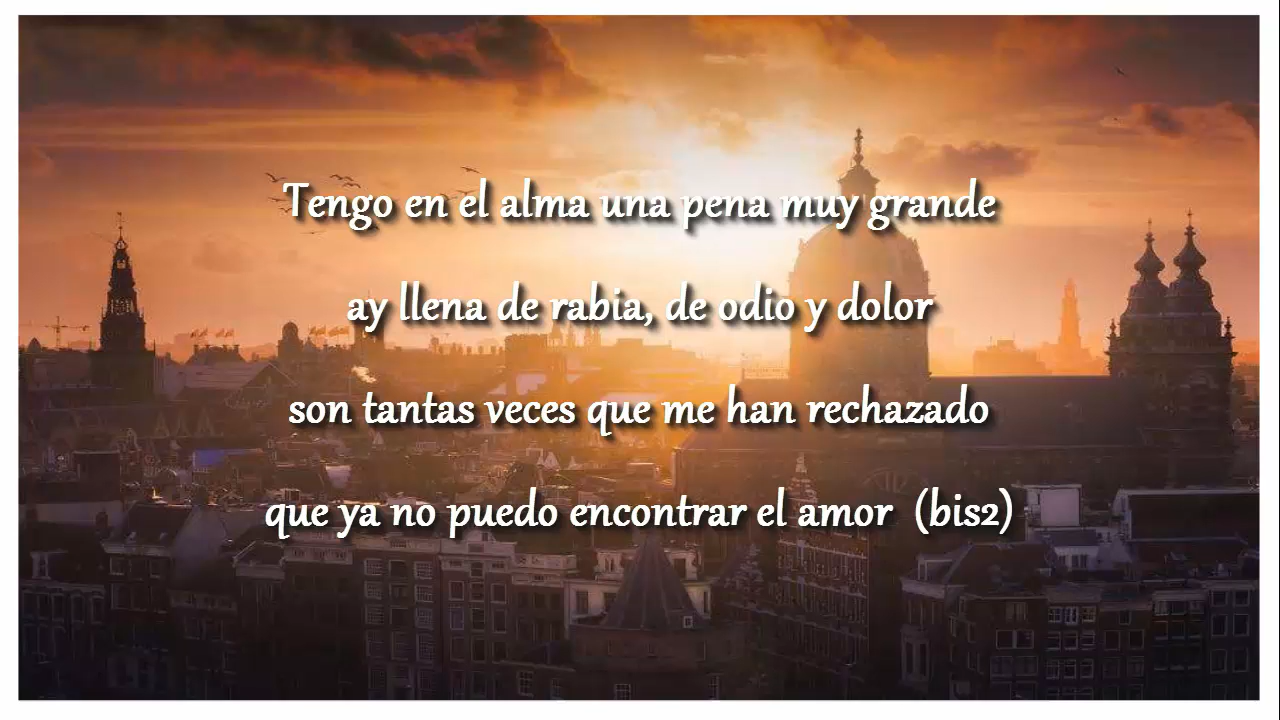 Tengo en el alma una pena muy grande
ay llena de rabia, de odio y dolor
son tantas veces que me han rechazado
que ya no puedo encontrar el amor (bis2)